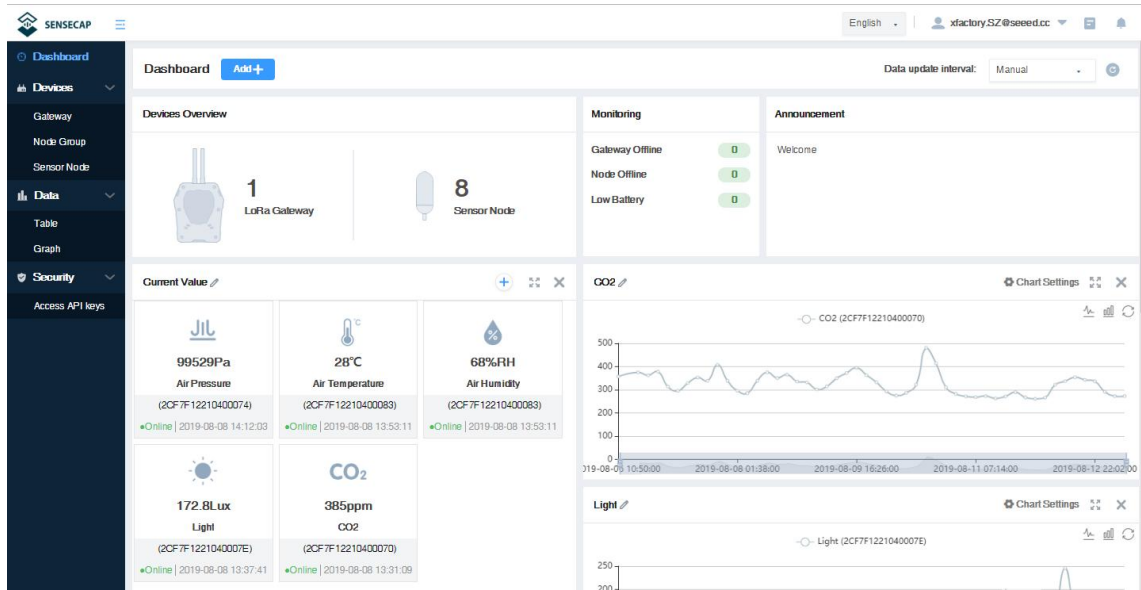 SENSECAP
English
xfactory.SZ@seeed.cc
Dashboard
Devices
Gateway
Node Group
Sensor Node
Data
Table
Graph
Security
Access API keys
Dashboard
Add+
Data update interval:
Manual
Devices Overview
1
LoRa Gateway
8
Sensor Node
Monitoring
Gateway Offline 0
Node Offline 0
Low Battery 0
Announcement
Welcome
Current Value
°C
99529Pa
Air Pressure
(2CF7F12210400074)
Online | 2019-08-08 14:12:03
28°C
Air Temperature
(2CF7F12210400083)
Online | 2019-08-08 13:53:11
68%RH
Air Humidity
(2CF7F12210400083)
Online | 2019-08-08 13:53:11
172.8Lux
Light
(2CF7F1221040007E)
Online | 2019-08-08 13:37:41
CO2
385ppm
CO2
(2CF7F12210400070)
Online | 2019-08-08 13:31:09
CO2
Chart Settings
CO2 (2CF7F12210400070)
500
400
300
200
100
0
2019-08-08 01:38:00
2019-08-09 16:26:00
2019-08-11 07:14:00
2019-08-12 22:02:00
Light
Chart Settings
Light (2CF7F1221040007E)
250
200